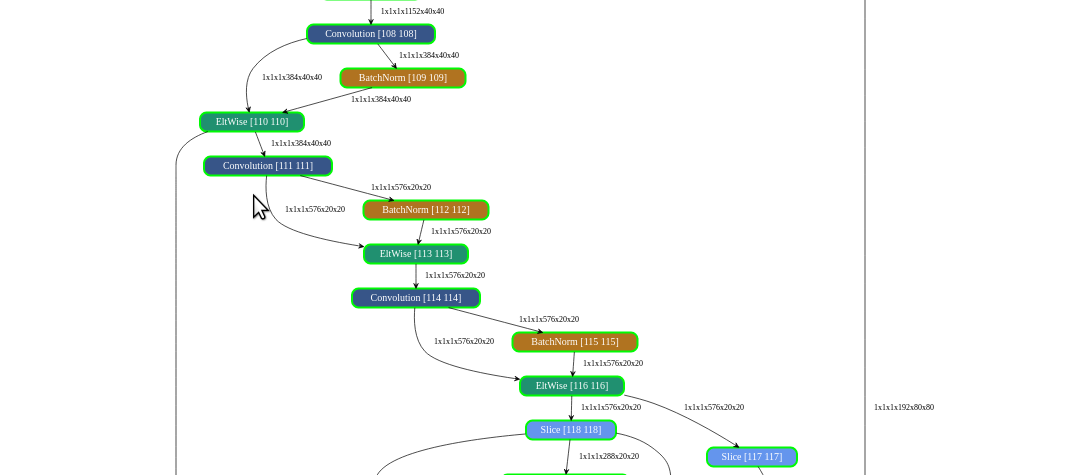 1x1x1x1152x40x40
Convolution [108 108]
1x1x1x384x40x40
1x1x1x384x40x40
BatchNorm [109 109]
1x1x1x384x40x40
EltWise [110 110]
1x1x1x384x40x40
Convolution [111 111]
1x1x1x576x20x20
1x1x1x576x20x20
BatchNorm [112 112]
1x1x1x576x20x20
EltWise [113 113]
1x1x1x576x20x20
Convolution [114 114]
1x1x1x576x20x20
1x1x1x576x20x20
BatchNorm [115 115]
1x1x1x576x20x20
EltWise [116 116]
1x1x1x576x20x20
1x1x1x576x20x20
1x1x1x192x80x80
Slice [118 118]
1x1x1x288x20x20
Slice [117 117]